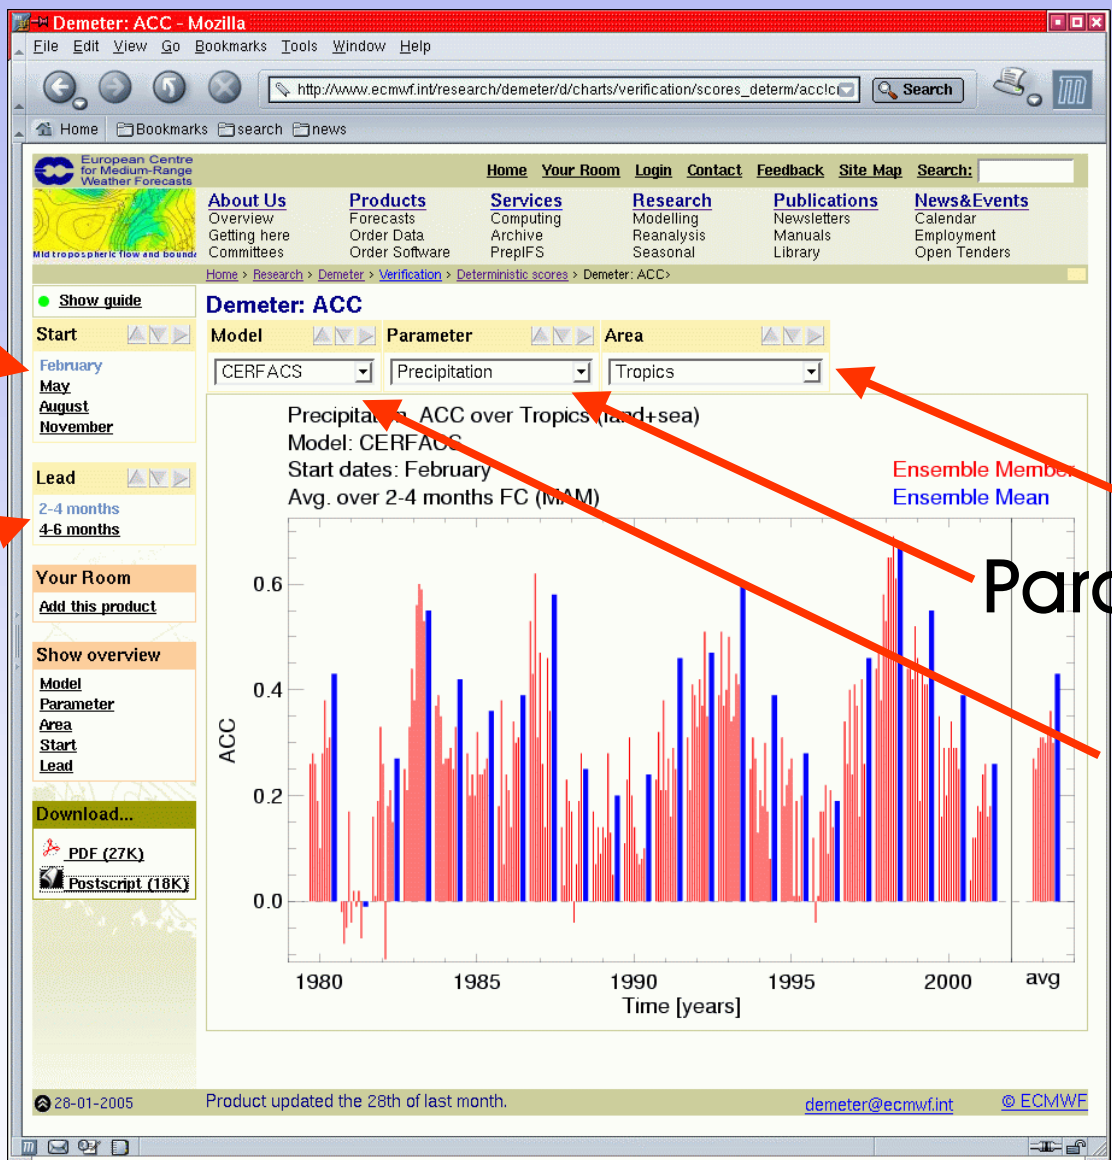 Demeter: ACC - Mozilla
File Edit View Go Bookmarks Tools Window Help
http://www.ecmwf.int/research/demeter/d/charts/verification/scores_determ/acc!c
Search
Home Bookmarks search news
European Centre
for Medium-Range
Weather Forecasts
Home Your Room Login Contact Feedback Site Map Search:
About Us Products Services Research Publications News&Events
Overview Forecasts Computing Modelling Newsletters Calendar
Getting here Order Data Archive Reanalysis Manuals Employment
Committees Order Software PrepIFS Seasonal Library Open Tenders
Mid tropospheric flow and bounda
Home > Research > Demeter > Verification > Deterministic scores > Demeter: ACC>
Show guide
Demeter: ACC
Start
February
May
August
November
Model Parameter Area
CERFACS Precipitation Tropics
Lead
2-4 months
4-6 months
Your Room
Add this product
Show overview
Model
Parameter
Area
Start
Lead
Download...
PDF (27K)
Postscript (18K)
Precipitation ACC over Tropics (land+sea)
Model: CERFACS
Start dates: February
Avg. over 2-4 months FC (MAM)
Ensemble Member
Ensemble Mean
ACC
0.6
0.4
0.2
0.0
1980 1985 1990 1995 2000 avg
Time [years]
Para
28-01-2005 Product updated the 28th of last month. demeter@ecmwf.int © ECMWF